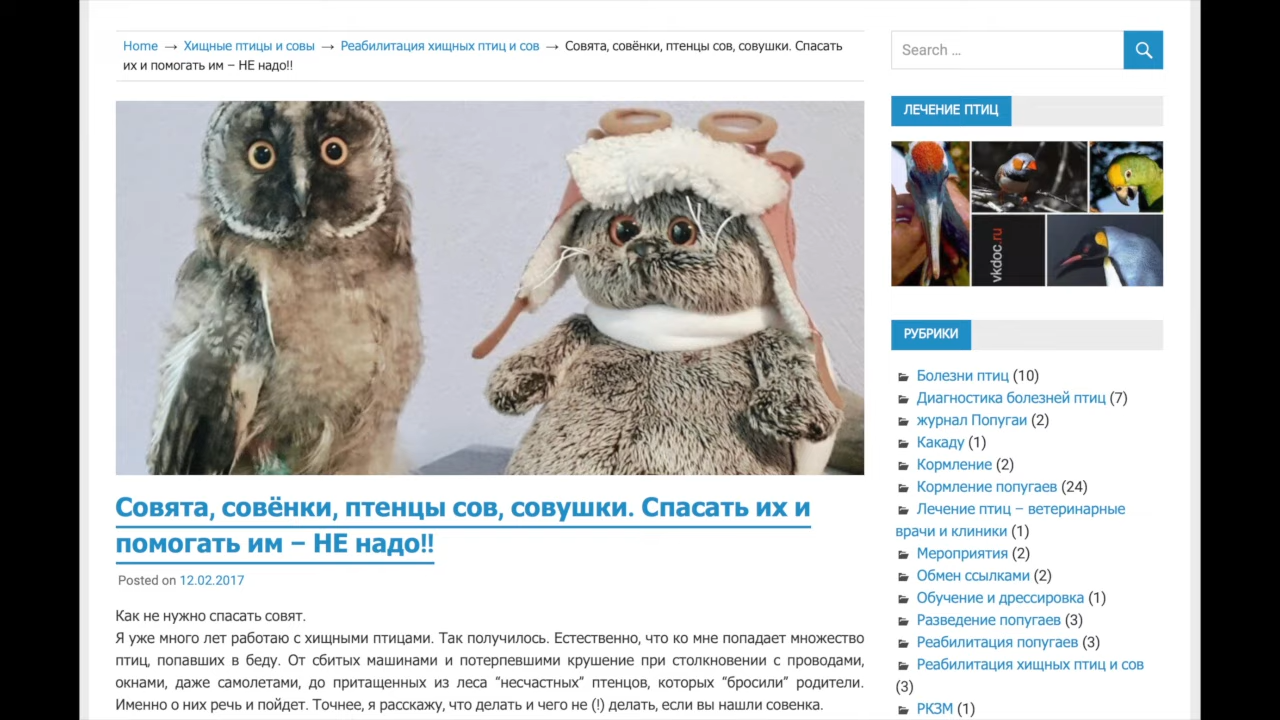 Home → Хищные птицы и совы → Реабилитация хищных птиц и сов → Совята, совёнки, птенцы сов, совушки. Спасать
их и помогать им – НЕ надо!!
Совята, совёнки, птенцы сов, совушки. Спасать их и
помогать им – НЕ надо!!
Posted on 12.02.2017
Как не нужно спасать совят.
Я уже много лет работаю с хищными птицами. Так получилось. Естественно, что ко мне попадает множество
птиц, попавших в беду. От сбитых машинами и потерпевшими крушение при столкновении с проводами,
окнами, даже самолетами, до притащенных из леса “несчастных” птенцов, которых “бросили” родители.
Именно о них речь и пойдет. Точнее, я расскажу, что делать и чего не (!) делать, если вы нашли совенка.
Search ...
ЛЕЧЕНИЕ ПТИЦ
vkdoc.ru
РУБРИКИ
Болезни птиц (10)
Диагностика болезней птиц (7)
журнал Попугаи (2)
Какаду (1)
Кормление (2)
Кормление попугаев (24)
Лечение птиц – ветеринарные
врачи и клиники (1)
Мероприятия (2)
Обмен ссылками (2)
Обучение и дрессировка (1)
Разведение попугаев (3)
Реабилитация попугаев (3)
Реабилитация хищных птиц и сов
(3)
РКЗМ (1)